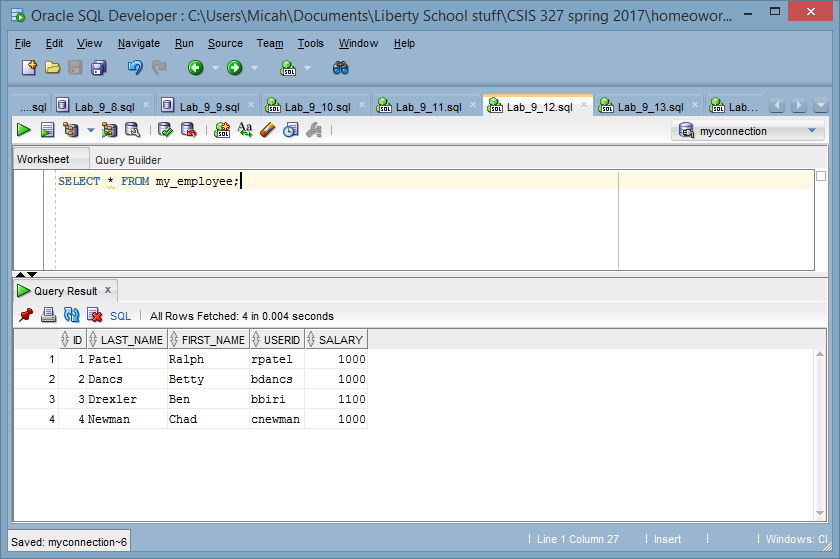 Oracle SQL Developer : C:\Users\Micah\Documents\Liberty School stuff\CSIS 327 spring 2017\homeowor...
File Edit View Navigate Run Source Team Tools Window Help
....sql Lab_9_8.sql Lab_9_9.sql Lab_9_10.sql Lab_9_11.sql Lab_9_12.sql Lab_9_13.sql Lab...
myconnection
Worksheet Query Builder
SELECT * FROM my_employee;
Query Result x
SQL | All Rows Fetched: 4 in 0.004 seconds
ID LAST_NAME FIRST_NAME USERID SALARY
1 1 Patel Ralph rpatel 1000
2 2 Dancs Betty bdancs 1000
3 3 Drexler Ben bbiri 1100
4 4 Newman Chad cnewman 1000
Saved: myconnection~6 | Line 1 Column 27 | Insert | | Windows: Cl